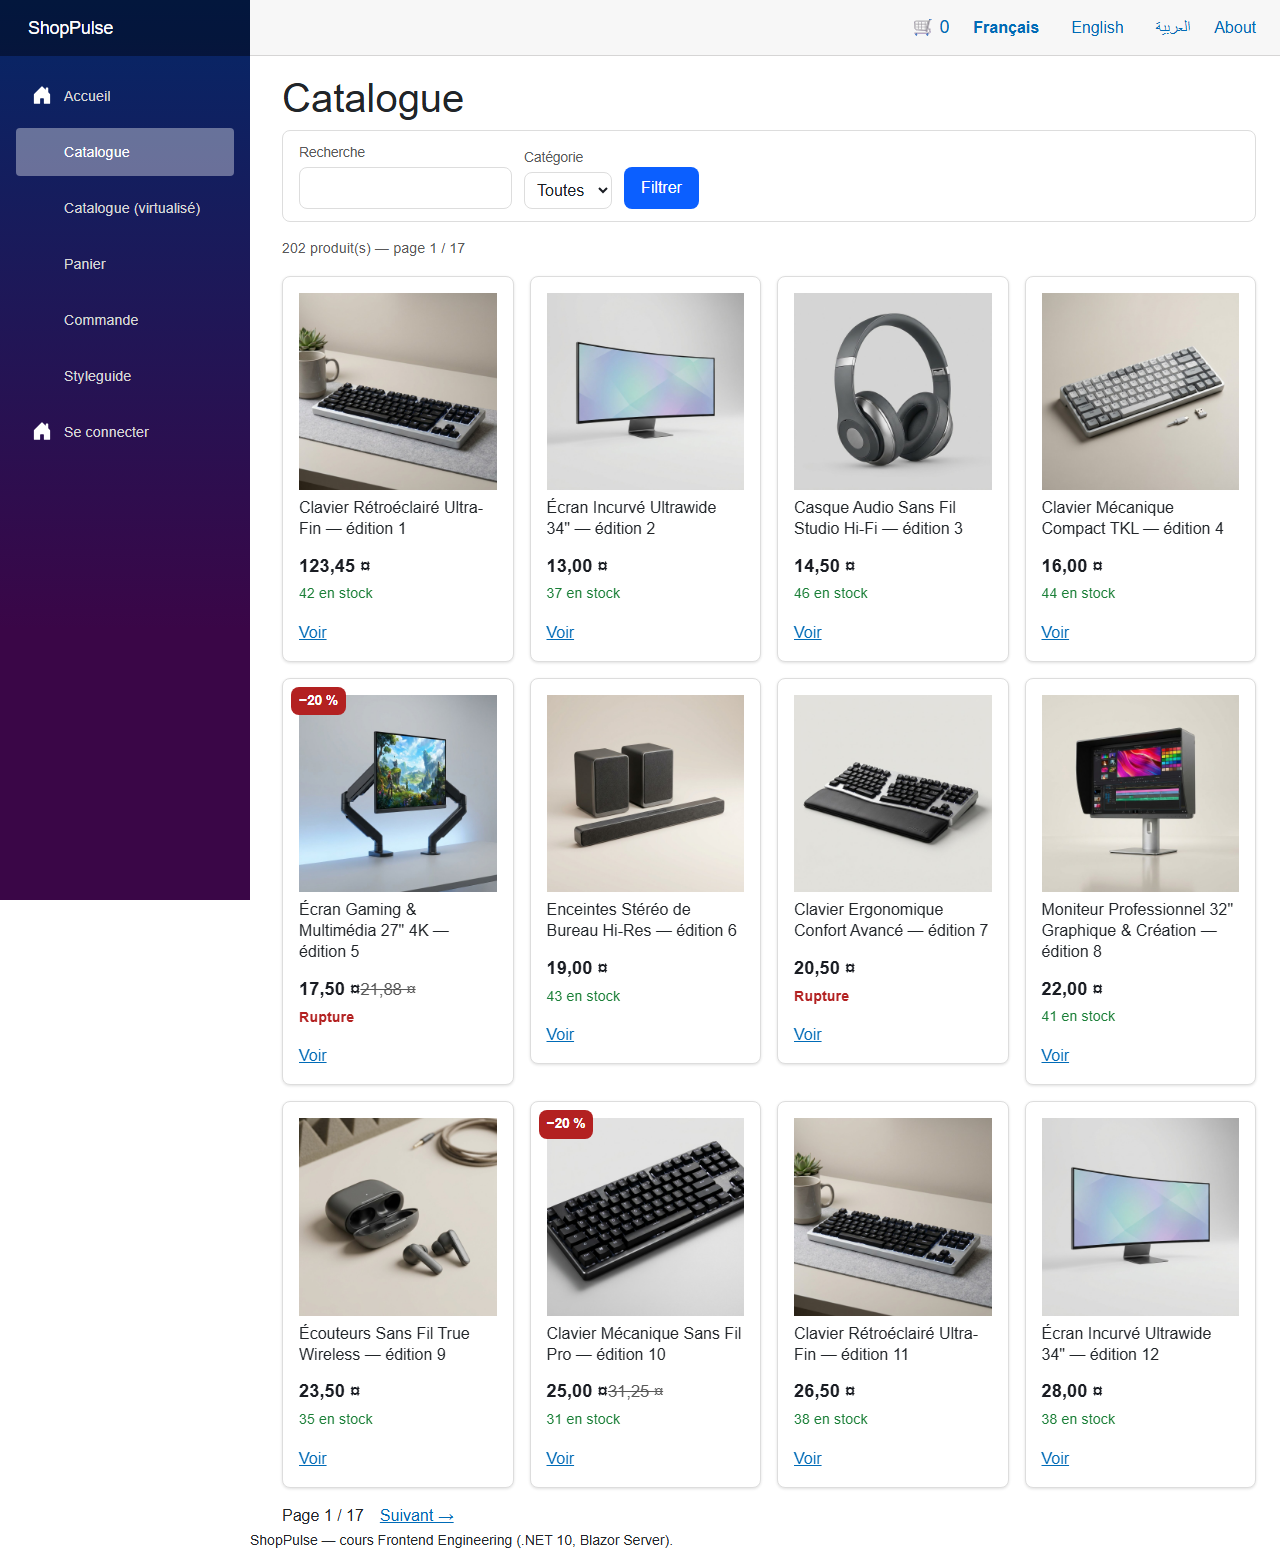 ShopPulse
🛒 0 Français English العربية About
Accueil
Catalogue
Catalogue (virtualisé)
Panier
Commande
Styleguide
Se connecter
Catalogue
Recherche
Catégorie
Toutes
Filtrer
202 produit(s) — page 1 / 17
Clavier Rétroéclairé Ultra-
Fin — édition 1
123,45 ¤
42 en stock
Voir
Écran Incurvé Ultrawide
34" — édition 2
13,00 ¤
37 en stock
Voir
Casque Audio Sans Fil
Studio Hi-Fi — édition 3
14,50 ¤
46 en stock
Voir
Clavier Mécanique
Compact TKL — édition 4
16,00 ¤
44 en stock
Voir
−20 %
Écran Gaming &
Multimédia 27" 4K —
édition 5
17,50 ¤21,88 ¤
Rupture
Voir
Enceintes Stéréo de
Bureau Hi-Res — édition 6
19,00 ¤
43 en stock
Voir
Clavier Ergonomique
Confort Avancé — édition 7
20,50 ¤
Rupture
Voir
Moniteur Professionnel 32"
Graphique & Création —
édition 8
22,00 ¤
41 en stock
Voir
Écouteurs Sans Fil True
Wireless — édition 9
23,50 ¤
35 en stock
Voir
−20 %
Clavier Mécanique Sans Fil
Pro — édition 10
25,00 ¤31,25 ¤
31 en stock
Voir
Clavier Rétroéclairé Ultra-
Fin — édition 11
26,50 ¤
38 en stock
Voir
Écran Incurvé Ultrawide
34" — édition 12
28,00 ¤
38 en stock
Voir
Page 1 / 17 Suivant →
ShopPulse — cours Frontend Engineering (.NET 10, Blazor Server).